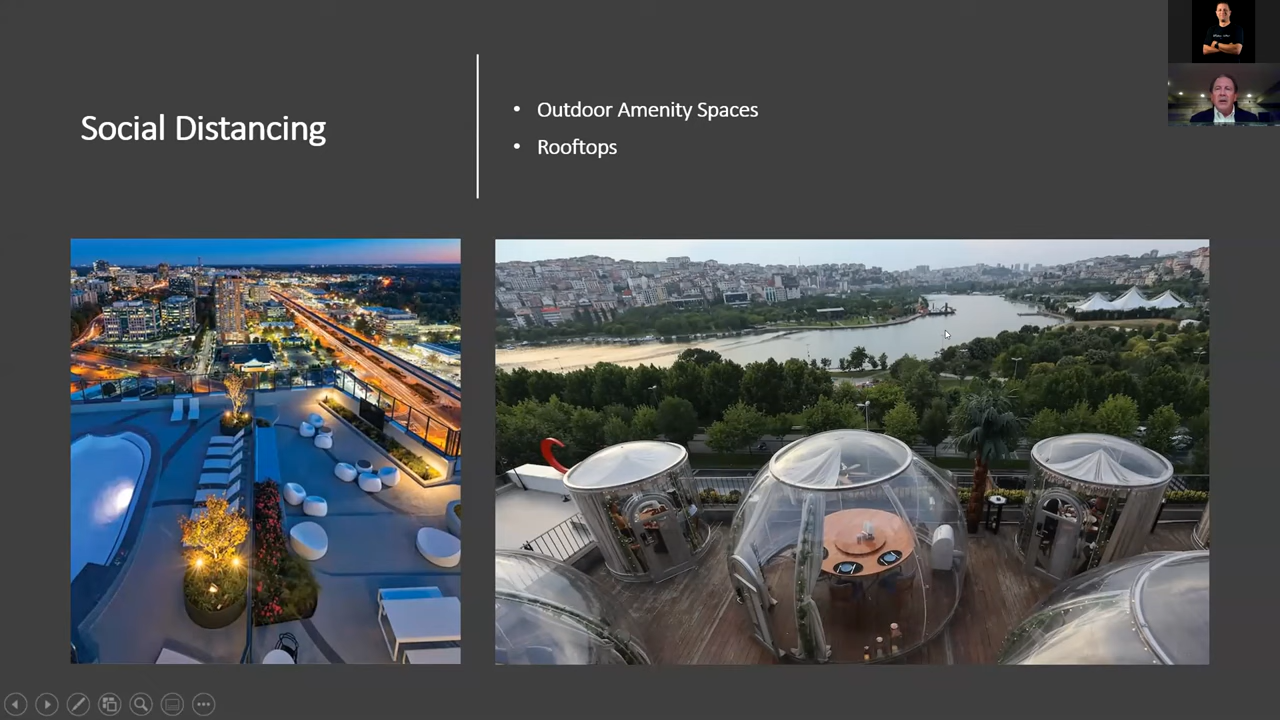 Social Distancing
• Outdoor Amenity Spaces
• Rooftops